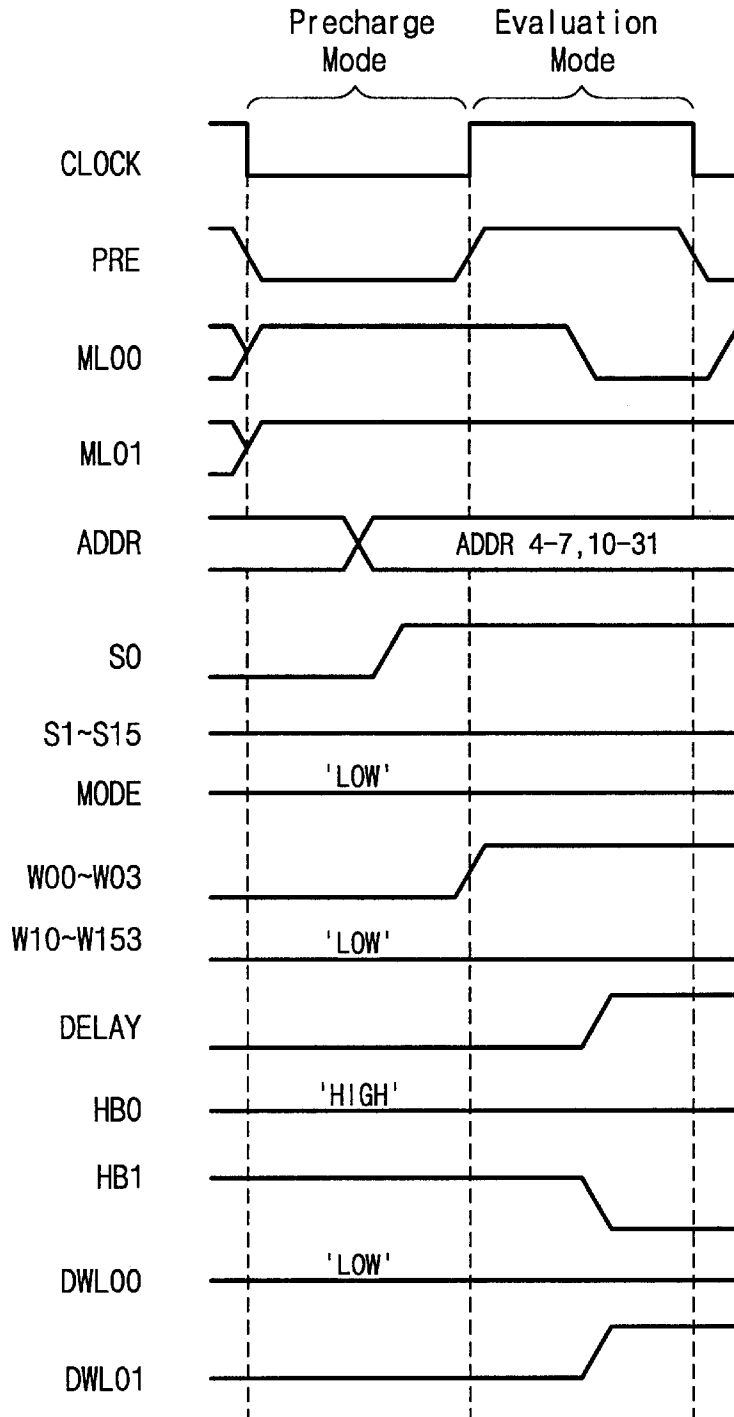 Precharge Mode
Evaluation Mode
CLOCK
PRE
ML00
ML01
ADDR
ADDR 4-7,10-31
S0
S1~S15
MODE
'LOW'
W00~W03
W10~W153
'LOW'
DELAY
HB0
'HIGH'
HB1
DWL00
'LOW'
DWL01